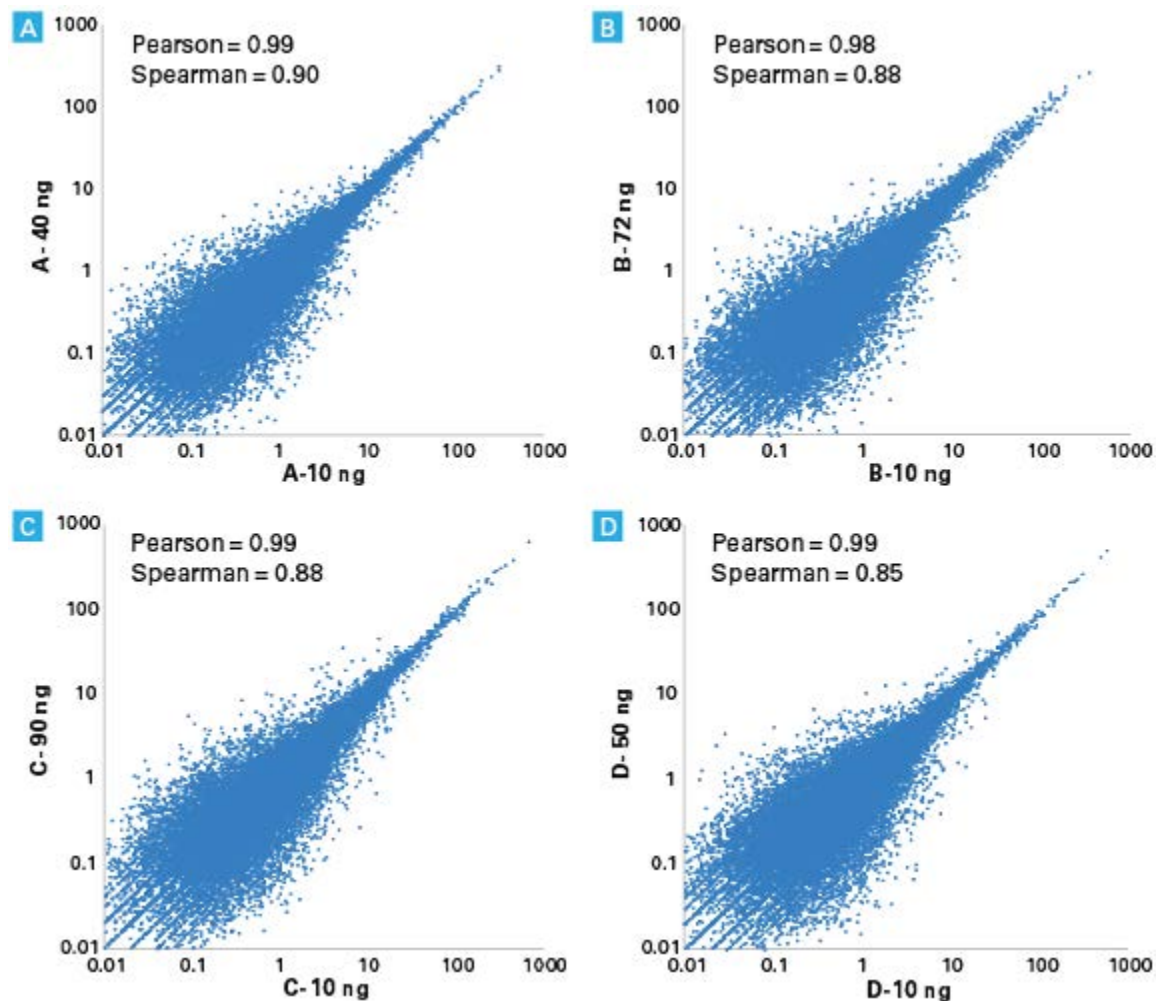 A
Pearson = 0.99
Spearman = 0.90
1000
100
10
1
0.1
0.01
A - 40 ng
0.01 0.1 1 10 100 1000
A-10 ng
B
Pearson = 0.98
Spearman = 0.88
1000
100
10
1
0.1
0.01
B-72 ng
0.01 0.1 1 10 100 1000
B-10 ng
C
Pearson = 0.99
Spearman = 0.88
1000
100
10
1
0.1
0.01
C- 90 ng
0.01 0.1 1 10 100 1000
C-10 ng
D
Pearson = 0.99
Spearman = 0.85
1000
100
10
1
0.1
0.01
D- 50 ng
0.01 0.1 1 10 100 1000
D-10 ng